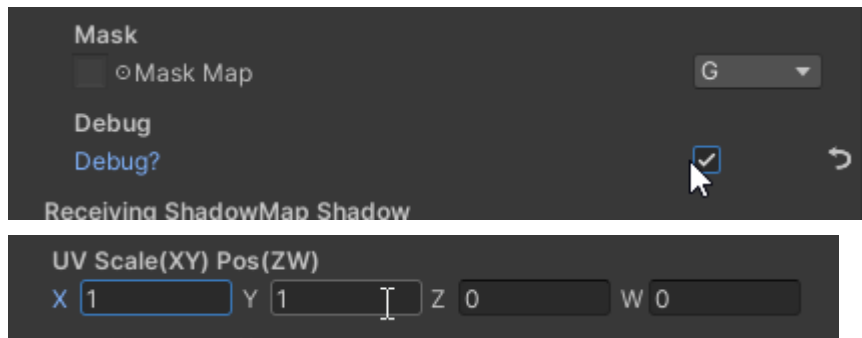 Mask
Mask Map G
Debug
Debug?
Receiving ShadowMap Shadow
UV Scale(XY) Pos(ZW)
X 1 Y 1 Z 0 W 0